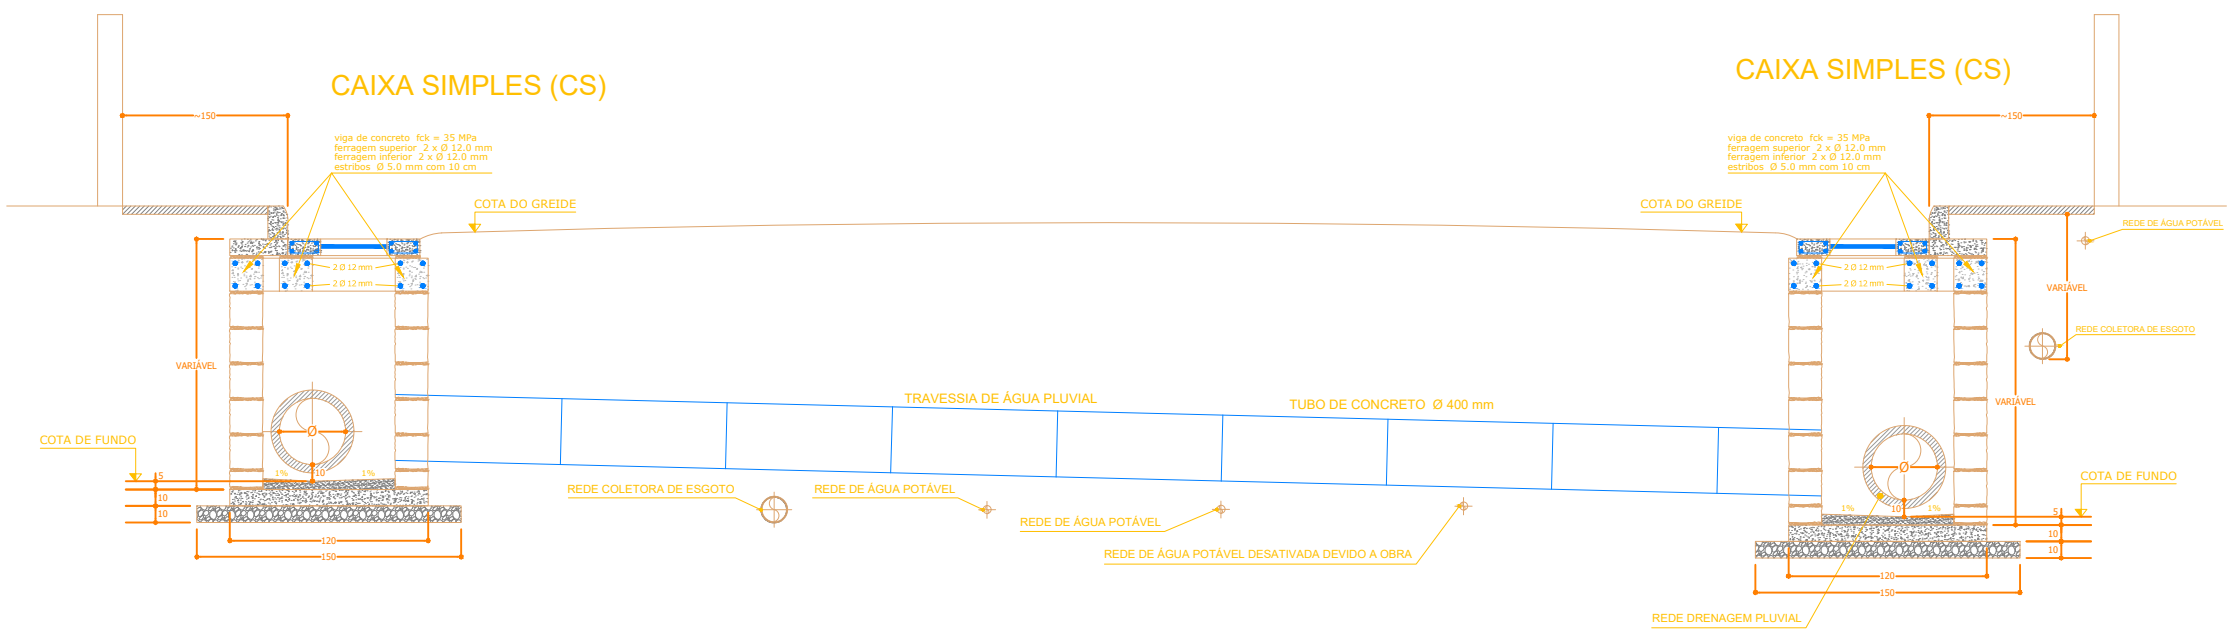 CAIXA SIMPLES (CS)
~150
viga de concreto fck = 35 MPa
ferragem superior 2 x Ø 12.0 mm
ferragem inferior 2 x Ø 12.0 mm
estribos Ø 5.0 mm com 10 cm
COTA DO GREIDE
2 Ø 12 mm
2 Ø 12 mm
VARIÁVEL
Ø
COTA DE FUNDO
1%
10
1%
5
10
10
120
150
TRAVESSIA DE ÁGUA PLUVIAL
TUBO DE CONCRETO Ø 400 mm
REDE COLETORA DE ESGOTO
REDE DE ÁGUA POTÁVEL
REDE DE ÁGUA POTÁVEL
REDE DE ÁGUA POTÁVEL DESATIVADA DEVIDO A OBRA
CAIXA SIMPLES (CS)
~150
viga de concreto fck = 35 MPa
ferragem superior 2 x Ø 12.0 mm
ferragem inferior 2 x Ø 12.0 mm
estribos Ø 5.0 mm com 10 cm
COTA DO GREIDE
REDE DE ÁGUA POTÁVEL
2 Ø 12 mm
2 Ø 12 mm
VARIÁVEL
REDE COLETORA DE ESGOTO
VARIÁVEL
Ø
COTA DE FUNDO
1%
10
1%
5
10
10
120
150
REDE DRENAGEM PLUVIAL